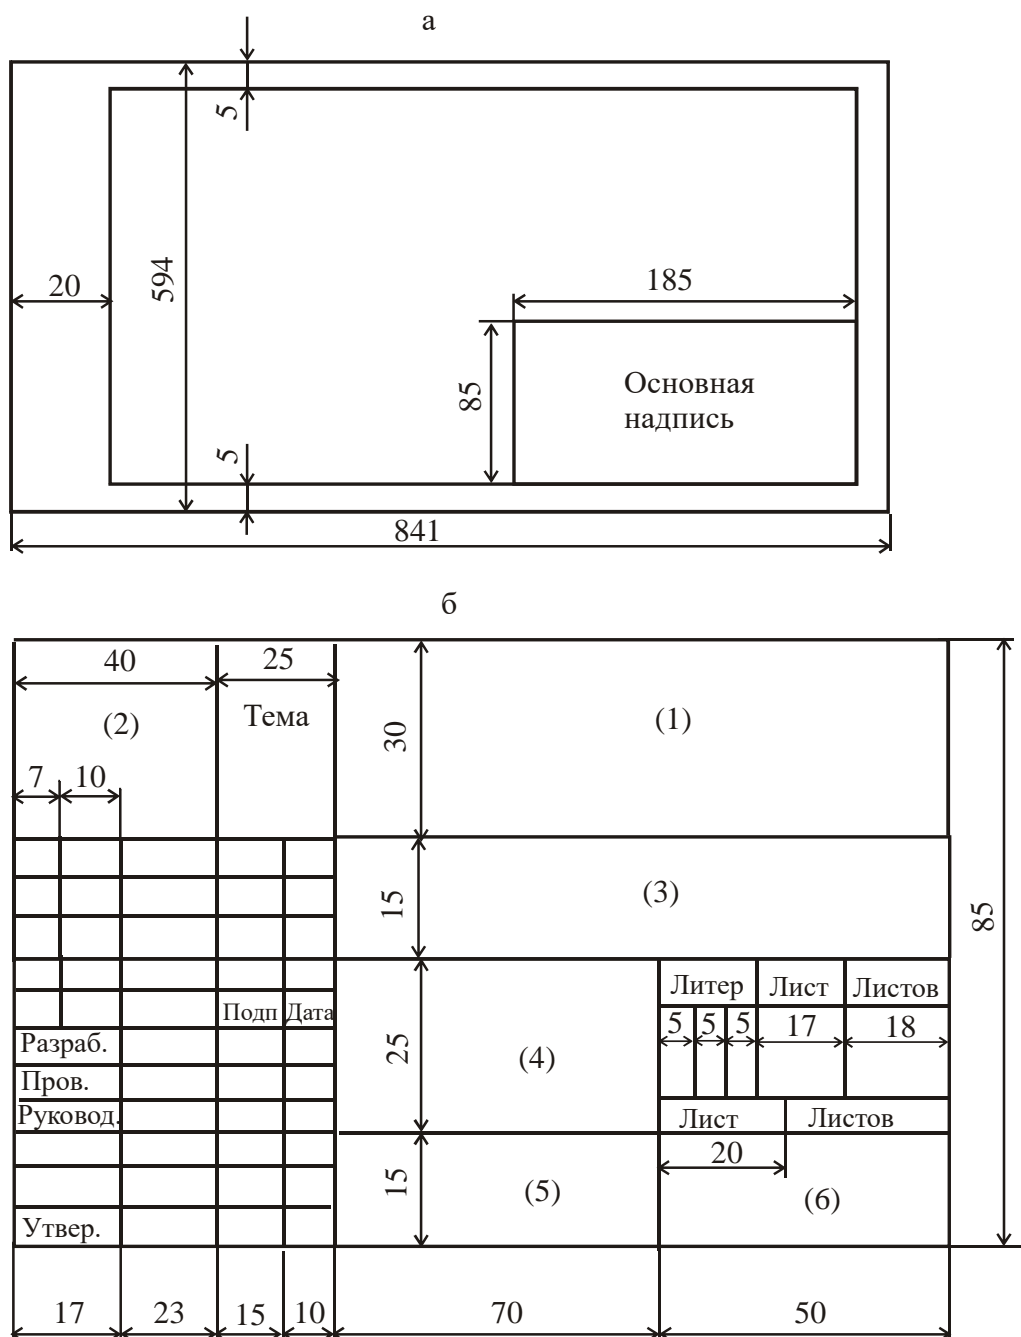 а
5
594
20
185
85
Основная
надпись
5
841
б
40 25
(2) Тема
30
(1)
7 10
15
(3)
85
Литер Лист Листов
Подп Дата
5 5 5 17 18
Разраб.
25
(4)
Пров.
Руковод.
Лист Листов
20
15
(5)
(6)
Утвер.
17 23 15 10 70 50